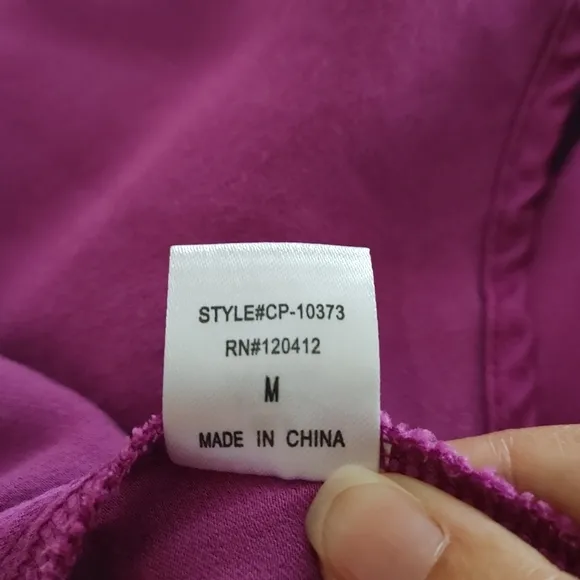 STYLE#CP-10373
RN#120412
M
MADE IN CHINA